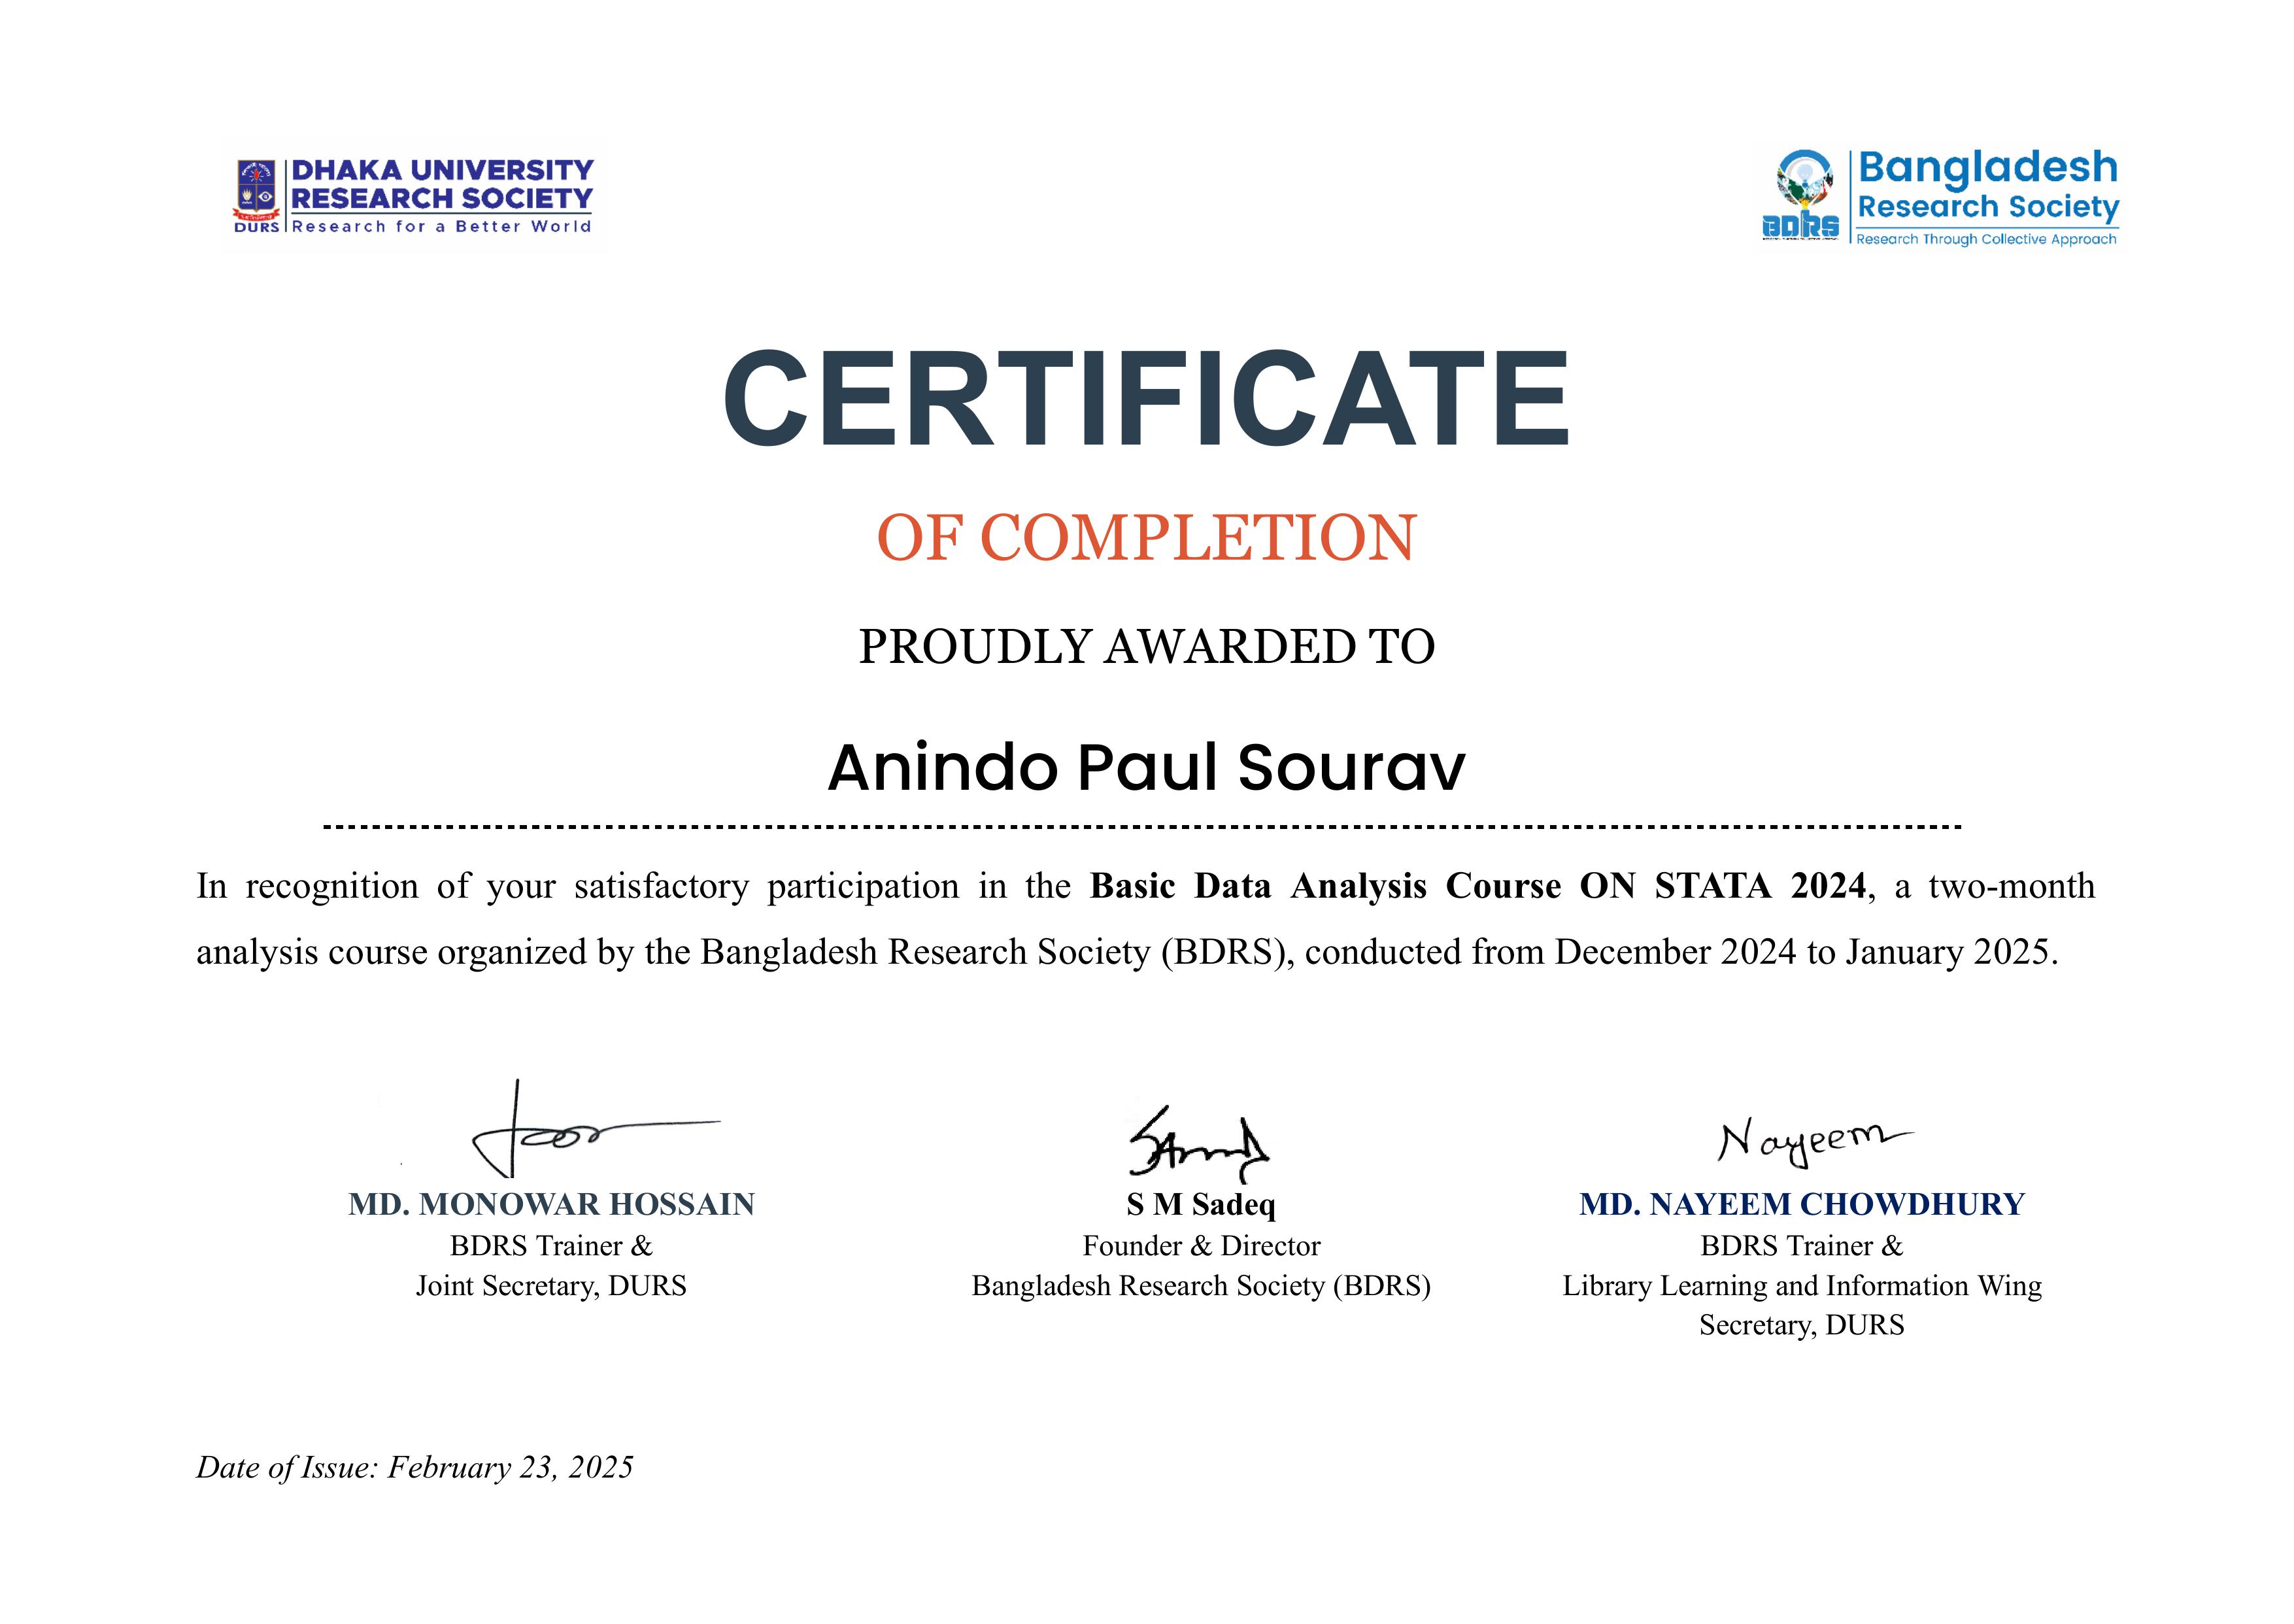 DHAKA UNIVERSITY
RESEARCH SOCIETY
DURS
Research for a Better World
BDRS
Bangladesh
Research Society
Research Through Collective Approach
CERTIFICATE
OF COMPLETION
PROUDLY AWARDED TO
Anindo Paul Sourav
In recognition of your satisfactory participation in the Basic Data Analysis Course ON STATA 2024, a two-month
analysis course organized by the Bangladesh Research Society (BDRS), conducted from December 2024 to January 2025.
Nayeem
MD. MONOWAR HOSSAIN
BDRS Trainer &
Joint Secretary, DURS
S M Sadeq
Founder & Director
Bangladesh Research Society (BDRS)
MD. NAYEEM CHOWDHURY
BDRS Trainer &
Library Learning and Information Wing
Secretary, DURS
Date of Issue: February 23, 2025